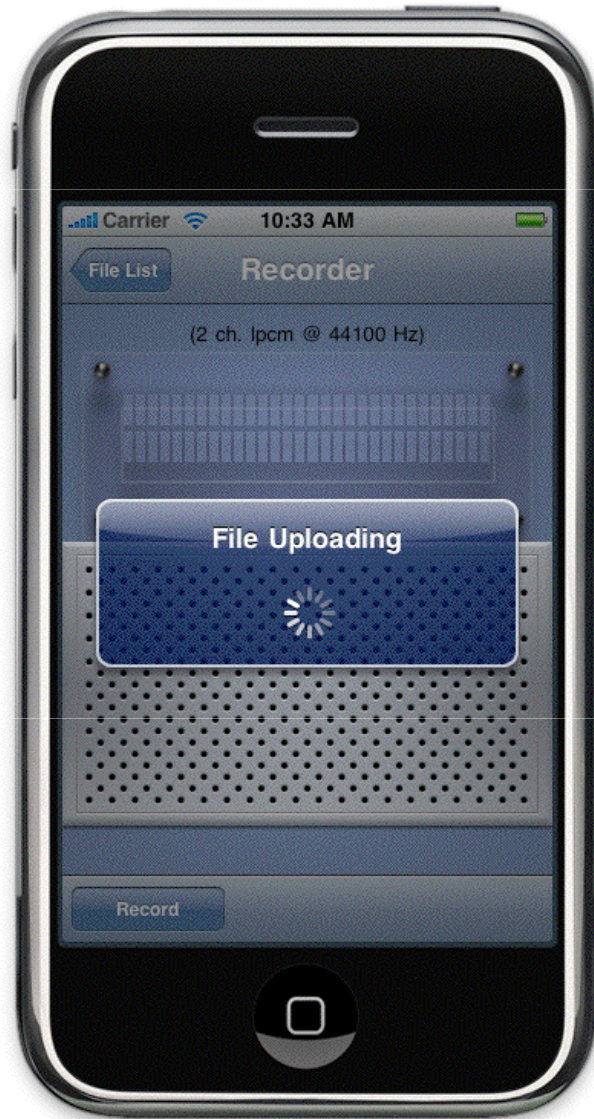 Carrier 10:33 AM
File List Recorder
(2 ch. lpcm @ 44100 Hz)
File Uploading
Record